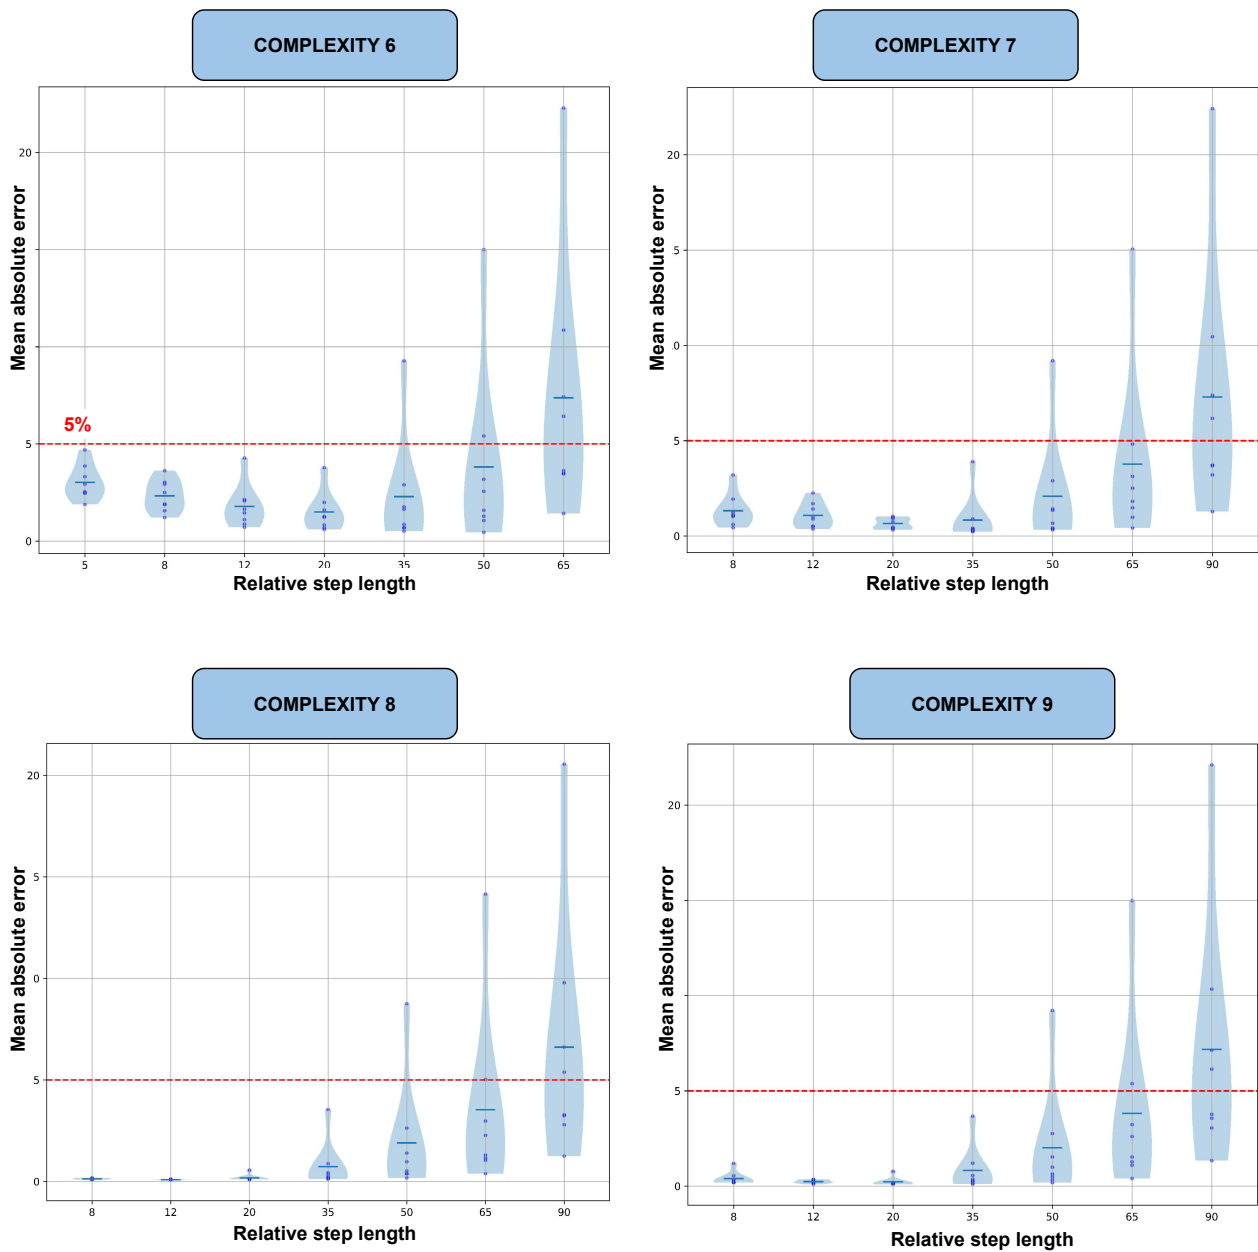 COMPLEXITY 6
20
5%
5
0
5 8 12 20 35 50 65
Mean absolute error
Relative step length
COMPLEXITY 7
20
5
.0
5
0
8 12 20 35 50 65 90
Mean absolute error
Relative step length
COMPLEXITY 8
20
5
0
5
0
8 12 20 35 50 65 90
Mean absolute error
Relative step length
COMPLEXITY 9
20
5
0
8 12 20 35 50 65 90
Mean absolute error
Relative step length